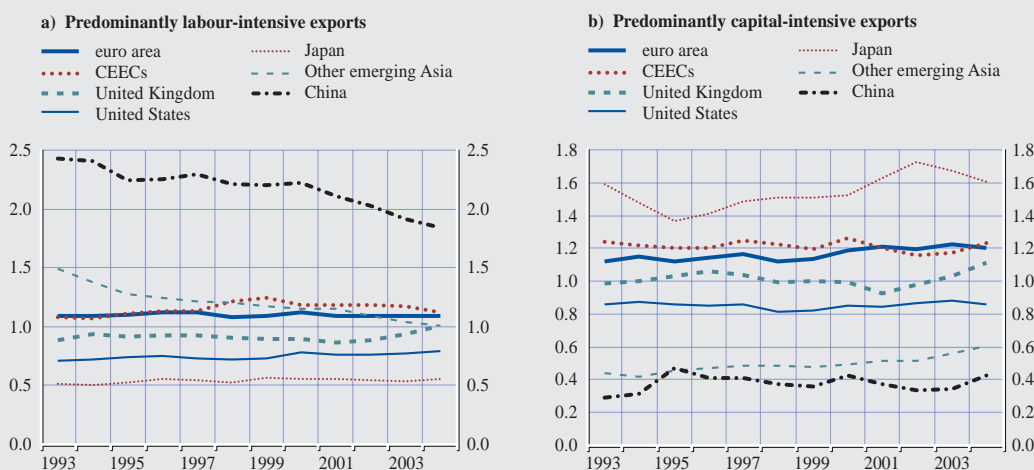 a) Predominantly labour-intensive exports
euro area
CEECs
United Kingdom
United States
Japan
Other emerging Asia
China
2.5 2.5
2.0 2.0
1.5 1.5
1.0 1.0
0.5 0.5
0.0 0.0
1993 1995 1997 1999 2001 2003
b) Predominantly capital-intensive exports
euro area
CEECs
United Kingdom
United States
Japan
Other emerging Asia
China
1.8 1.8
1.6 1.6
1.4 1.4
1.2 1.2
1.0 1.0
0.8 0.8
0.6 0.6
0.4 0.4
0.2 0.2
0.0 0.0
1993 1995 1997 1999 2001 2003